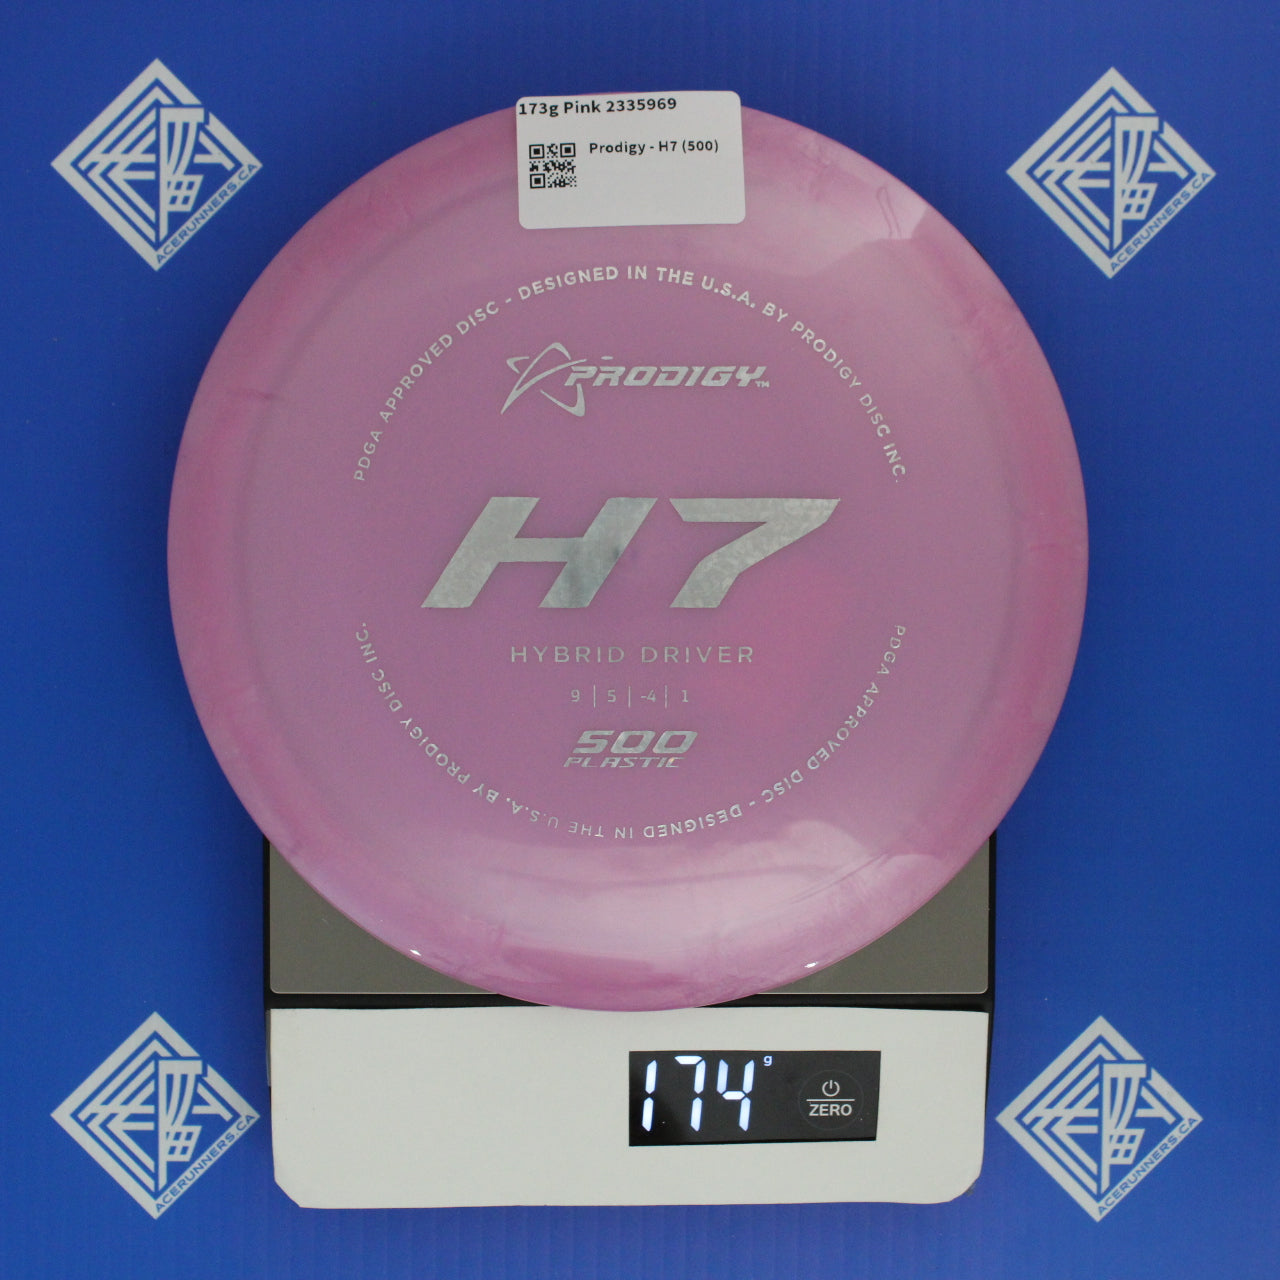 173g Pink 2335969
Prodigy - H7 (500)
PDGA APPROVED DISC - DESIGNED IN THE U.S.A. BY PRODIGY DISC INC.
PRODIGY™
H7
HYBRID DRIVER
9 | 5 | -4 | 1
500
PLASTIC
PDGA APPROVED DISC - DESIGNED IN THE U.S.A. BY PRODIGY DISC INC.
174 g
ZERO
ACERUNNERS.CA
ACERUNNERS.CA
ACERUNNERS.CA
ACERUNNERS.CA